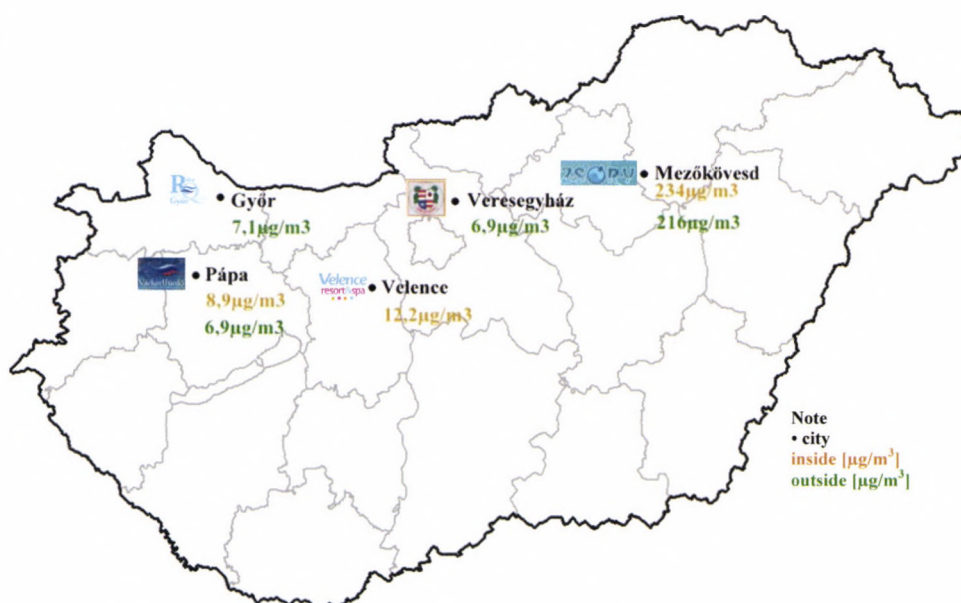 Győr
7,1µg/m3
Pápa
8,9µg/m3
6,9µg/m3
Velence
resort&spa
Velence
12,2µg/m3
Veresegyház
6,9µg/m3
Mezőkövesd
234µg/m3
216µg/m3
Note
• city
inside [µg/m³]
outside [µg/m³]